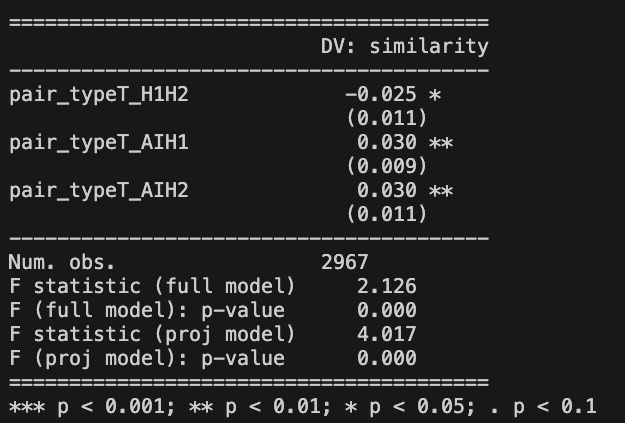 ========================================
DV: similarity
----------------------------------------
pair_typeT_H1H2 -0.025 *
(0.011)
pair_typeT_AIH1 0.030 **
(0.009)
pair_typeT_AIH2 0.030 **
(0.011)
----------------------------------------
Num. obs. 2967
F statistic (full model) 2.126
F (full model): p-value 0.000
F statistic (proj model) 4.017
F (proj model): p-value 0.000
========================================
*** p < 0.001; ** p < 0.01; * p < 0.05; . p < 0.1